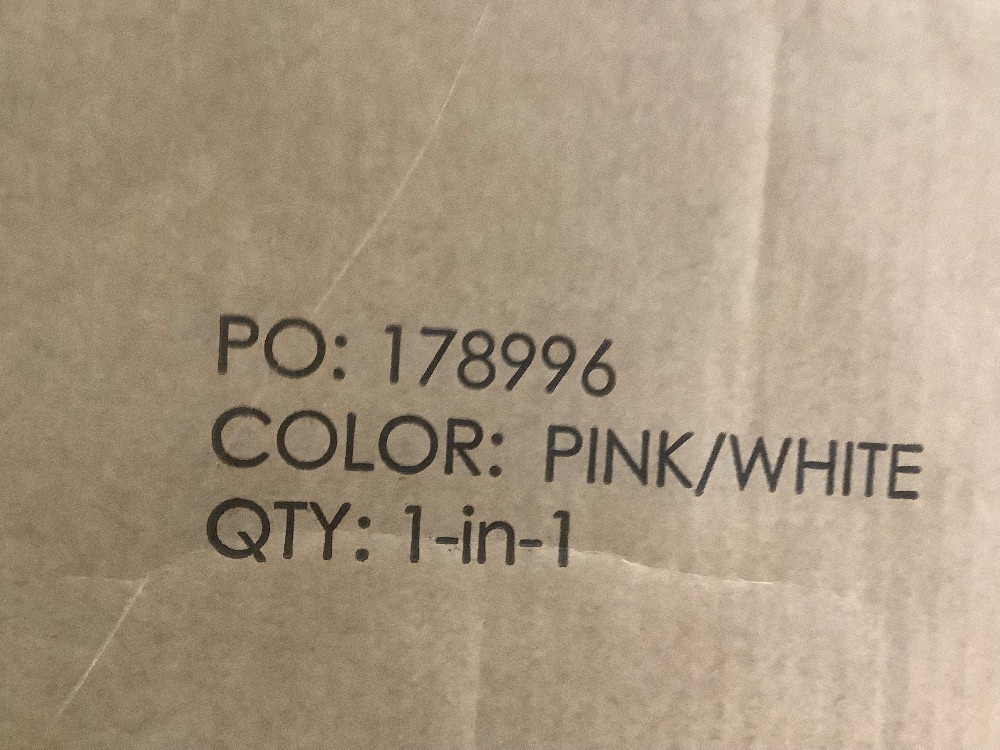 PO: 178996
COLOR: PINK/WHITE
QTY: 1-in-1